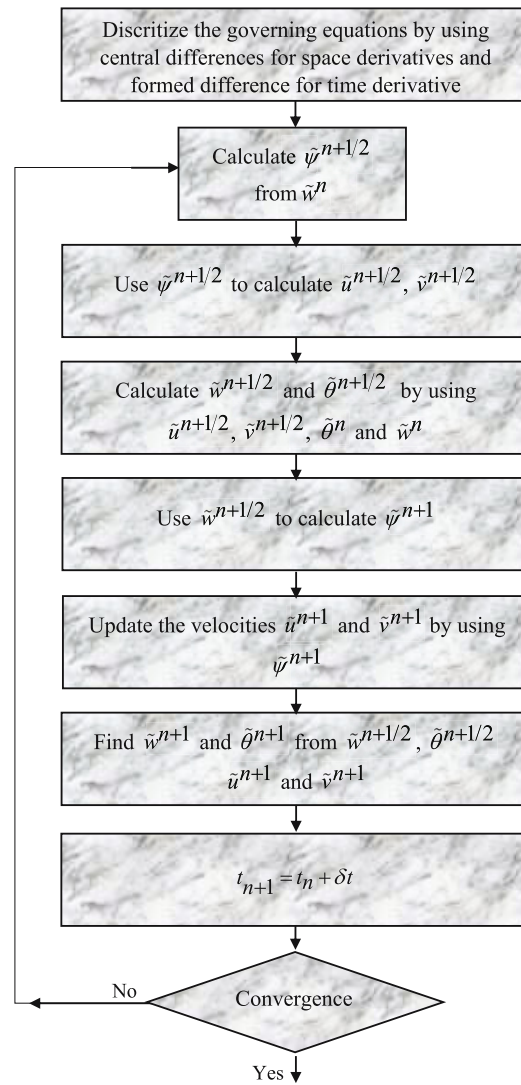 Discritize the governing equations by using
central differences for space derivatives and
formed difference for time derivative
Calculate ψ̃^{n+1/2}
from w̃^n
Use ψ̃^{n+1/2} to calculate ũ^{n+1/2}, ṽ^{n+1/2}
Calculate w̃^{n+1/2} and θ̃^{n+1/2} by using
ũ^{n+1/2}, ṽ^{n+1/2}, θ̃^n and w̃^n
Use w̃^{n+1/2} to calculate ψ̃^{n+1}
Update the velocities ũ^{n+1} and ṽ^{n+1} by using
ψ̃^{n+1}
Find w̃^{n+1} and θ̃^{n+1} from w̃^{n+1/2}, θ̃^{n+1/2}
ũ^{n+1} and ṽ^{n+1}
t_{n+1} = t_n + δt
No
Convergence
Yes